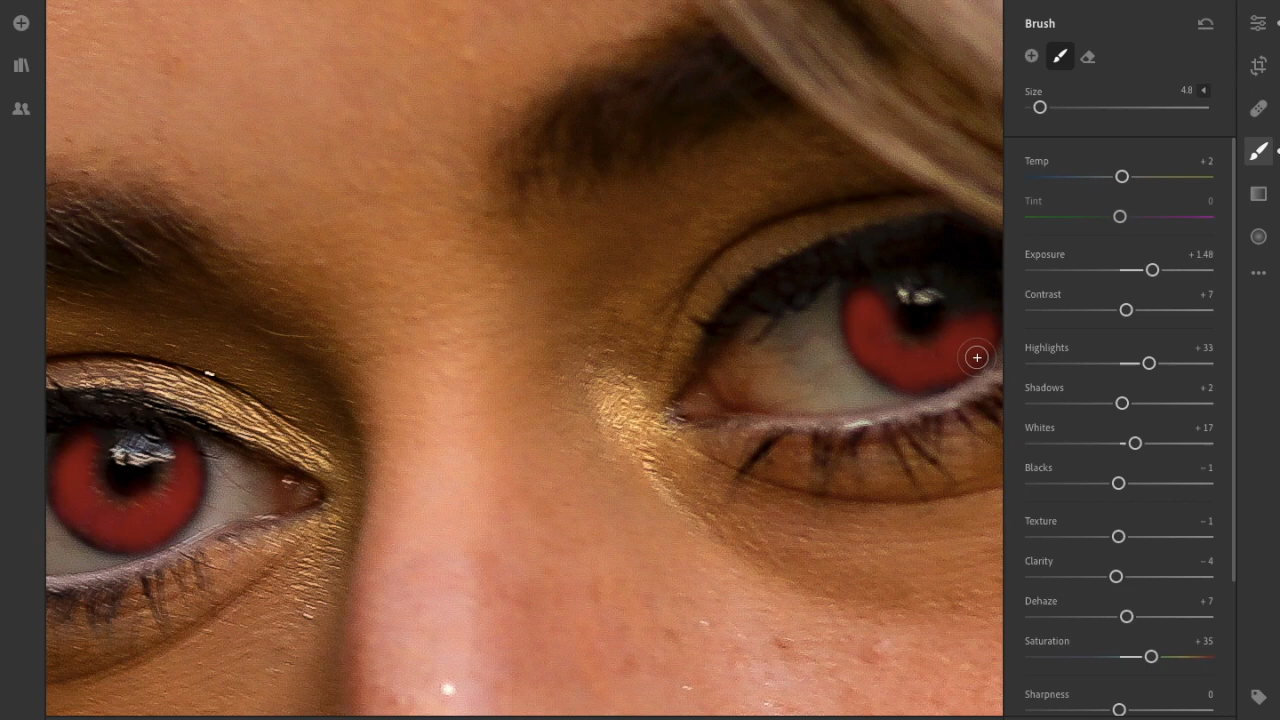 Brush
Size 4.8
Temp + 2
Tint 0
Exposure + 1.48
Contrast + 7
Highlights + 33
Shadows + 2
Whites + 17
Blacks – 1
Texture – 1
Clarity – 4
Dehaze + 7
Saturation + 35
Sharpness 0